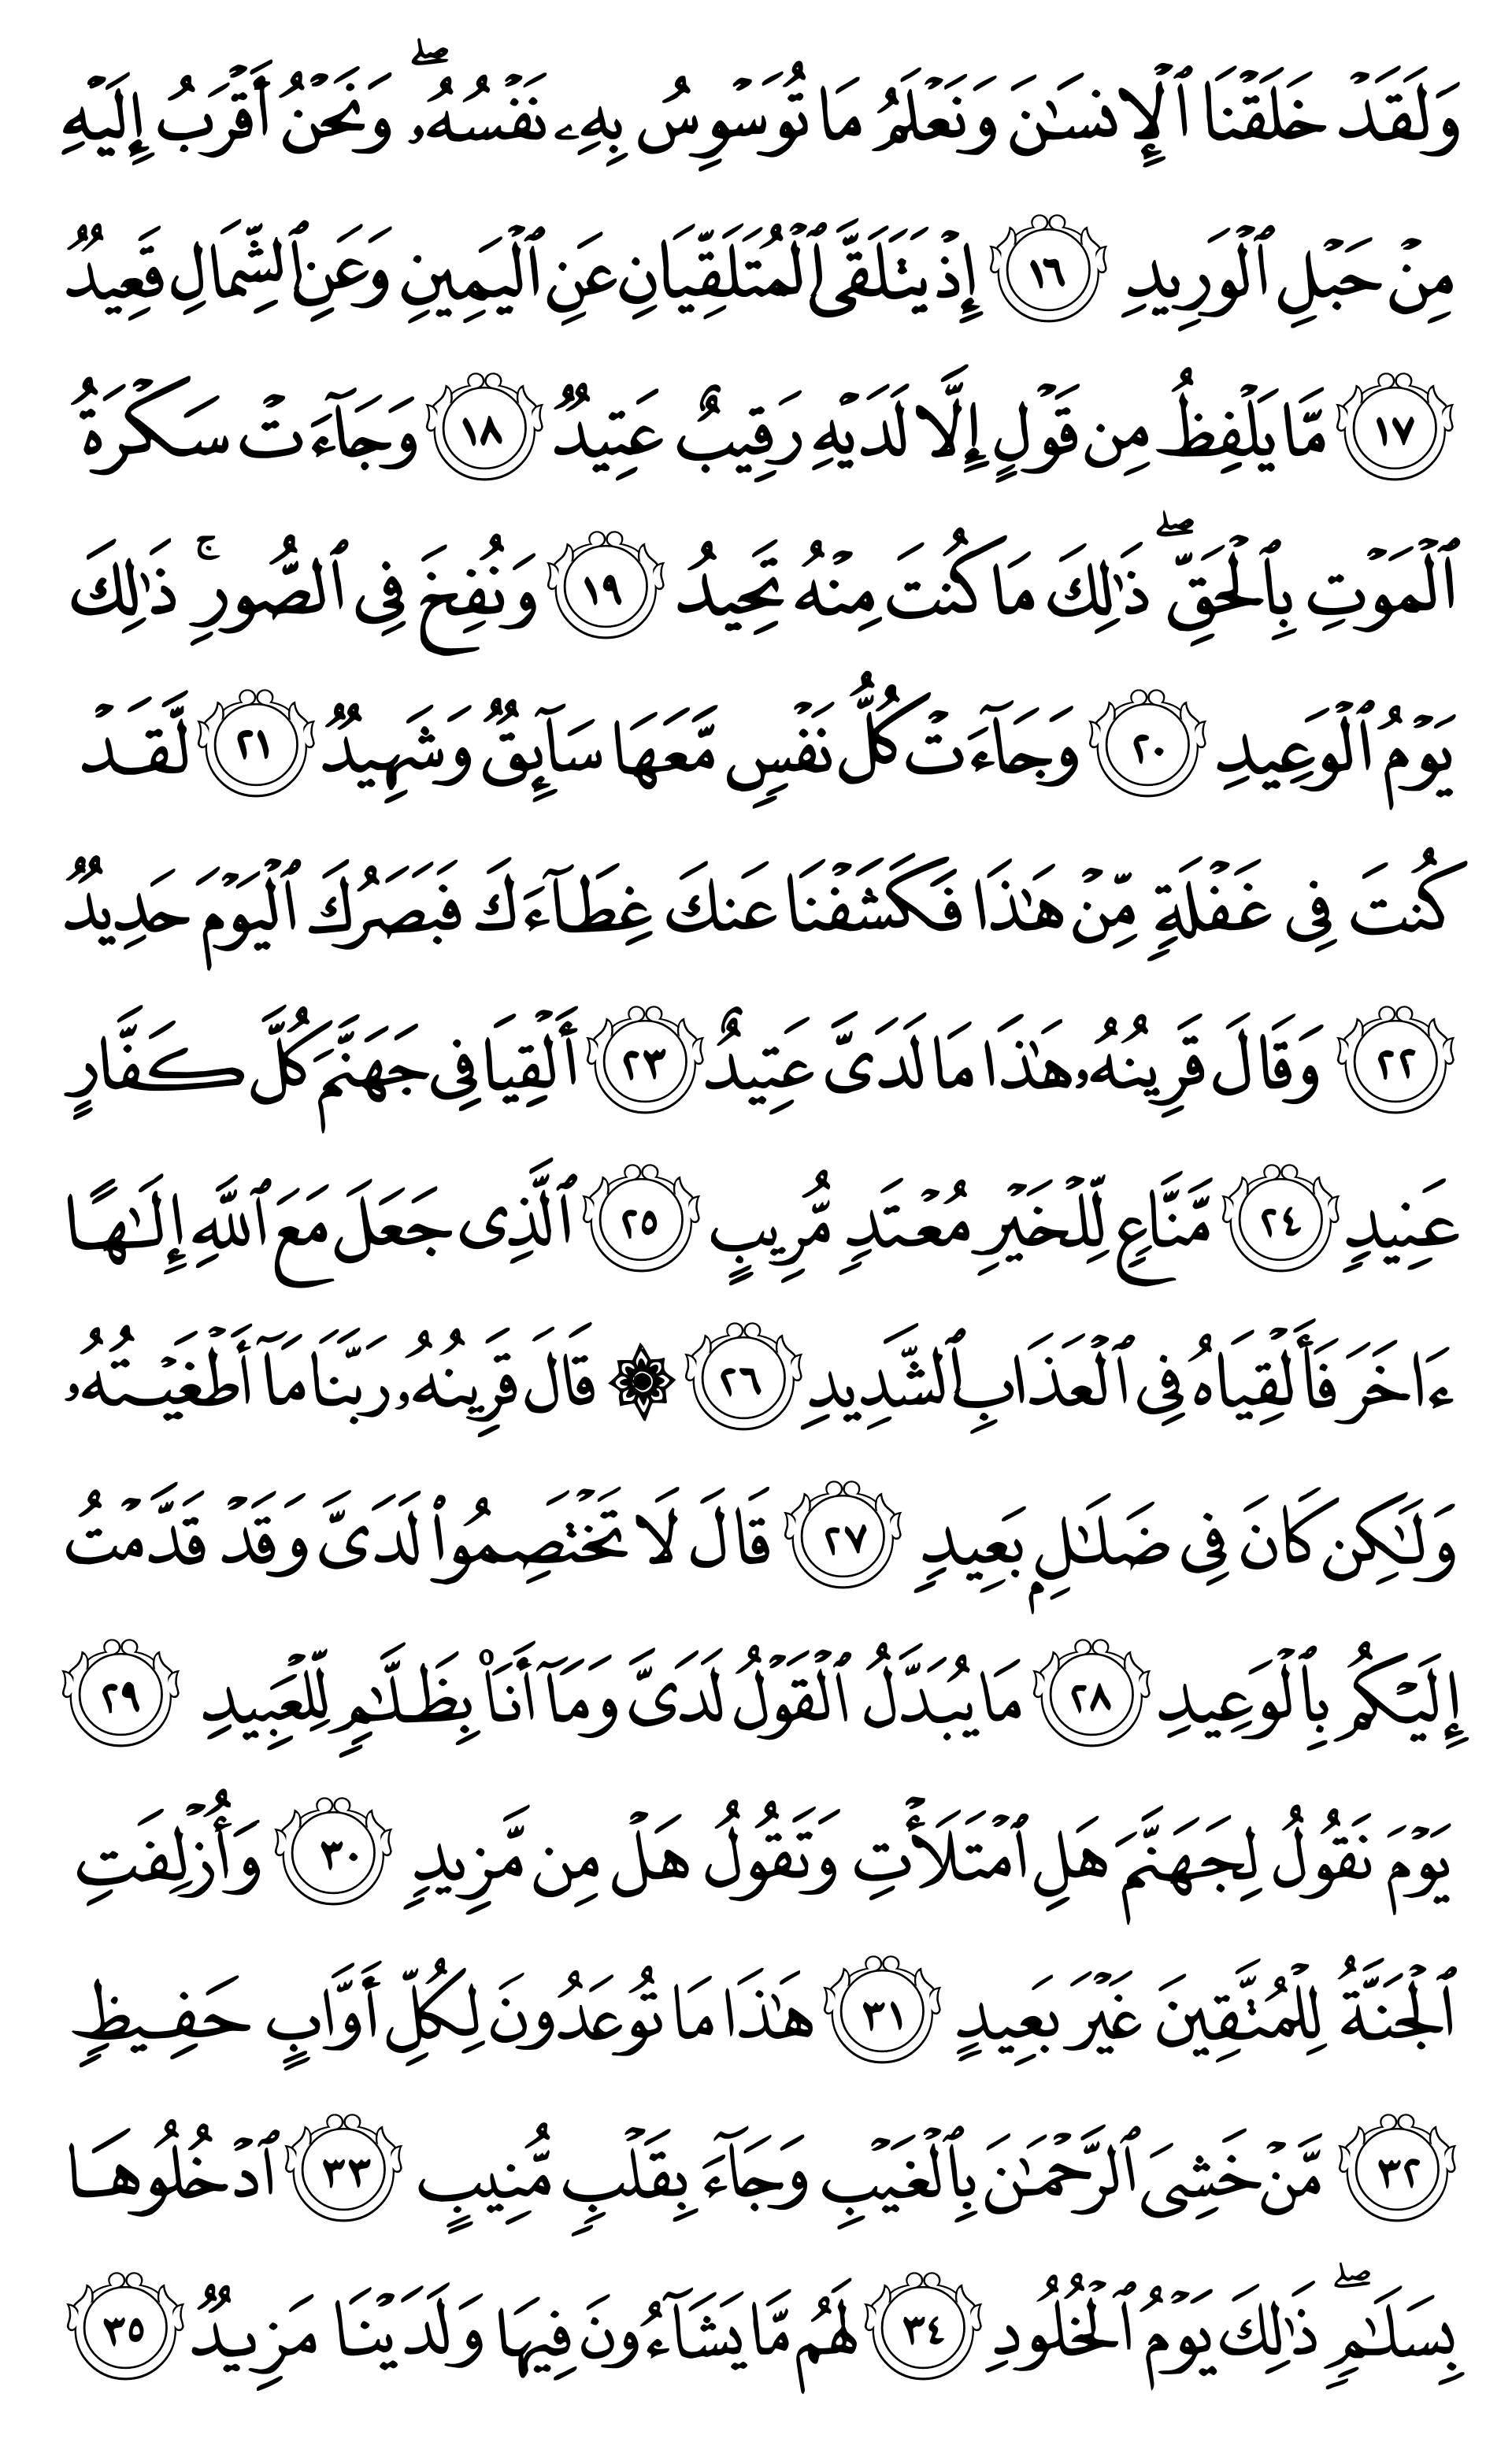 وَلَقَدْ خَلَقْنَا ٱلْإِنسَٰنَ وَنَعْلَمُ مَا تُوَسْوِسُ بِهِۦ نَفْسُهُۥۖ وَنَحْنُ أَقْرَبُ إِلَيْهِ
مِنْ حَبْلِ ٱلْوَرِيدِ ١٦ إِذْ يَتَلَقَّى ٱلْمُتَلَقِّيَانِ عَنِ ٱلْيَمِينِ وَعَنِ ٱلشِّمَالِ قَعِيدٌ
١٧ مَّا يَلْفِظُ مِن قَوْلٍ إِلَّا لَدَيْهِ رَقِيبٌ عَتِيدٌ ١٨ وَجَآءَتْ سَكْرَةُ
ٱلْمَوْتِ بِٱلْحَقِّۖ ذَٰلِكَ مَا كُنتَ مِنْهُ تَحِيدُ ١٩ وَنُفِخَ فِى ٱلصُّورِۚ ذَٰلِكَ
يَوْمُ ٱلْوَعِيدِ ٢٠ وَجَآءَتْ كُلُّ نَفْسٍ مَّعَهَا سَآئِقٌ وَشَهِيدٌ ٢١ لَّقَدْ
كُنتَ فِى غَفْلَةٍ مِّنْ هَٰذَا فَكَشَفْنَا عَنكَ غِطَآءَكَ فَبَصَرُكَ ٱلْيَوْمَ حَدِيدٌ
٢٢ وَقَالَ قَرِينُهُۥ هَٰذَا مَا لَدَىَّ عَتِيدٌ ٢٣ أَلْقِيَا فِى جَهَنَّمَ كُلَّ كَفَّارٍ
عَنِيدٍ ٢٤ مَّنَّاعٍ لِّلْخَيْرِ مُعْتَدٍ مُّرِيبٍ ٢٥ ٱلَّذِى جَعَلَ مَعَ ٱللَّهِ إِلَٰهًا
ءَاخَرَ فَأَلْقِيَاهُ فِى ٱلْعَذَابِ ٱلشَّدِيدِ ٢٦ ۞ قَالَ قَرِينُهُۥ رَبَّنَا مَآ أَطْغَيْتُهُۥ
وَلَٰكِن كَانَ فِى ضَلَٰلٍۭ بَعِيدٍ ٢٧ قَالَ لَا تَخْتَصِمُوا۟ لَدَىَّ وَقَدْ قَدَّمْتُ
إِلَيْكُم بِٱلْوَعِيدِ ٢٨ مَا يُبَدَّلُ ٱلْقَوْلُ لَدَىَّ وَمَآ أَنَا۠ بِظَلَّٰمٍ لِّلْعَبِيدِ ٢٩
يَوْمَ نَقُولُ لِجَهَنَّمَ هَلِ ٱمْتَلَأْتِ وَتَقُولُ هَلْ مِن مَّزِيدٍ ٣٠ وَأُزْلِفَتِ
ٱلْجَنَّةُ لِلْمُتَّقِينَ غَيْرَ بَعِيدٍ ٣١ هَٰذَا مَا تُوعَدُونَ لِكُلِّ أَوَّابٍ حَفِيظٍ
٣٢ مَّنْ خَشِىَ ٱلرَّحْمَٰنَ بِٱلْغَيْبِ وَجَآءَ بِقَلْبٍ مُّنِيبٍ ٣٣ ٱدْخُلُوهَا
بِسَلَٰمٍۖ ذَٰلِكَ يَوْمُ ٱلْخُلُودِ ٣٤ لَهُم مَّا يَشَآءُونَ فِيهَا وَلَدَيْنَا مَزِيدٌ ٣٥